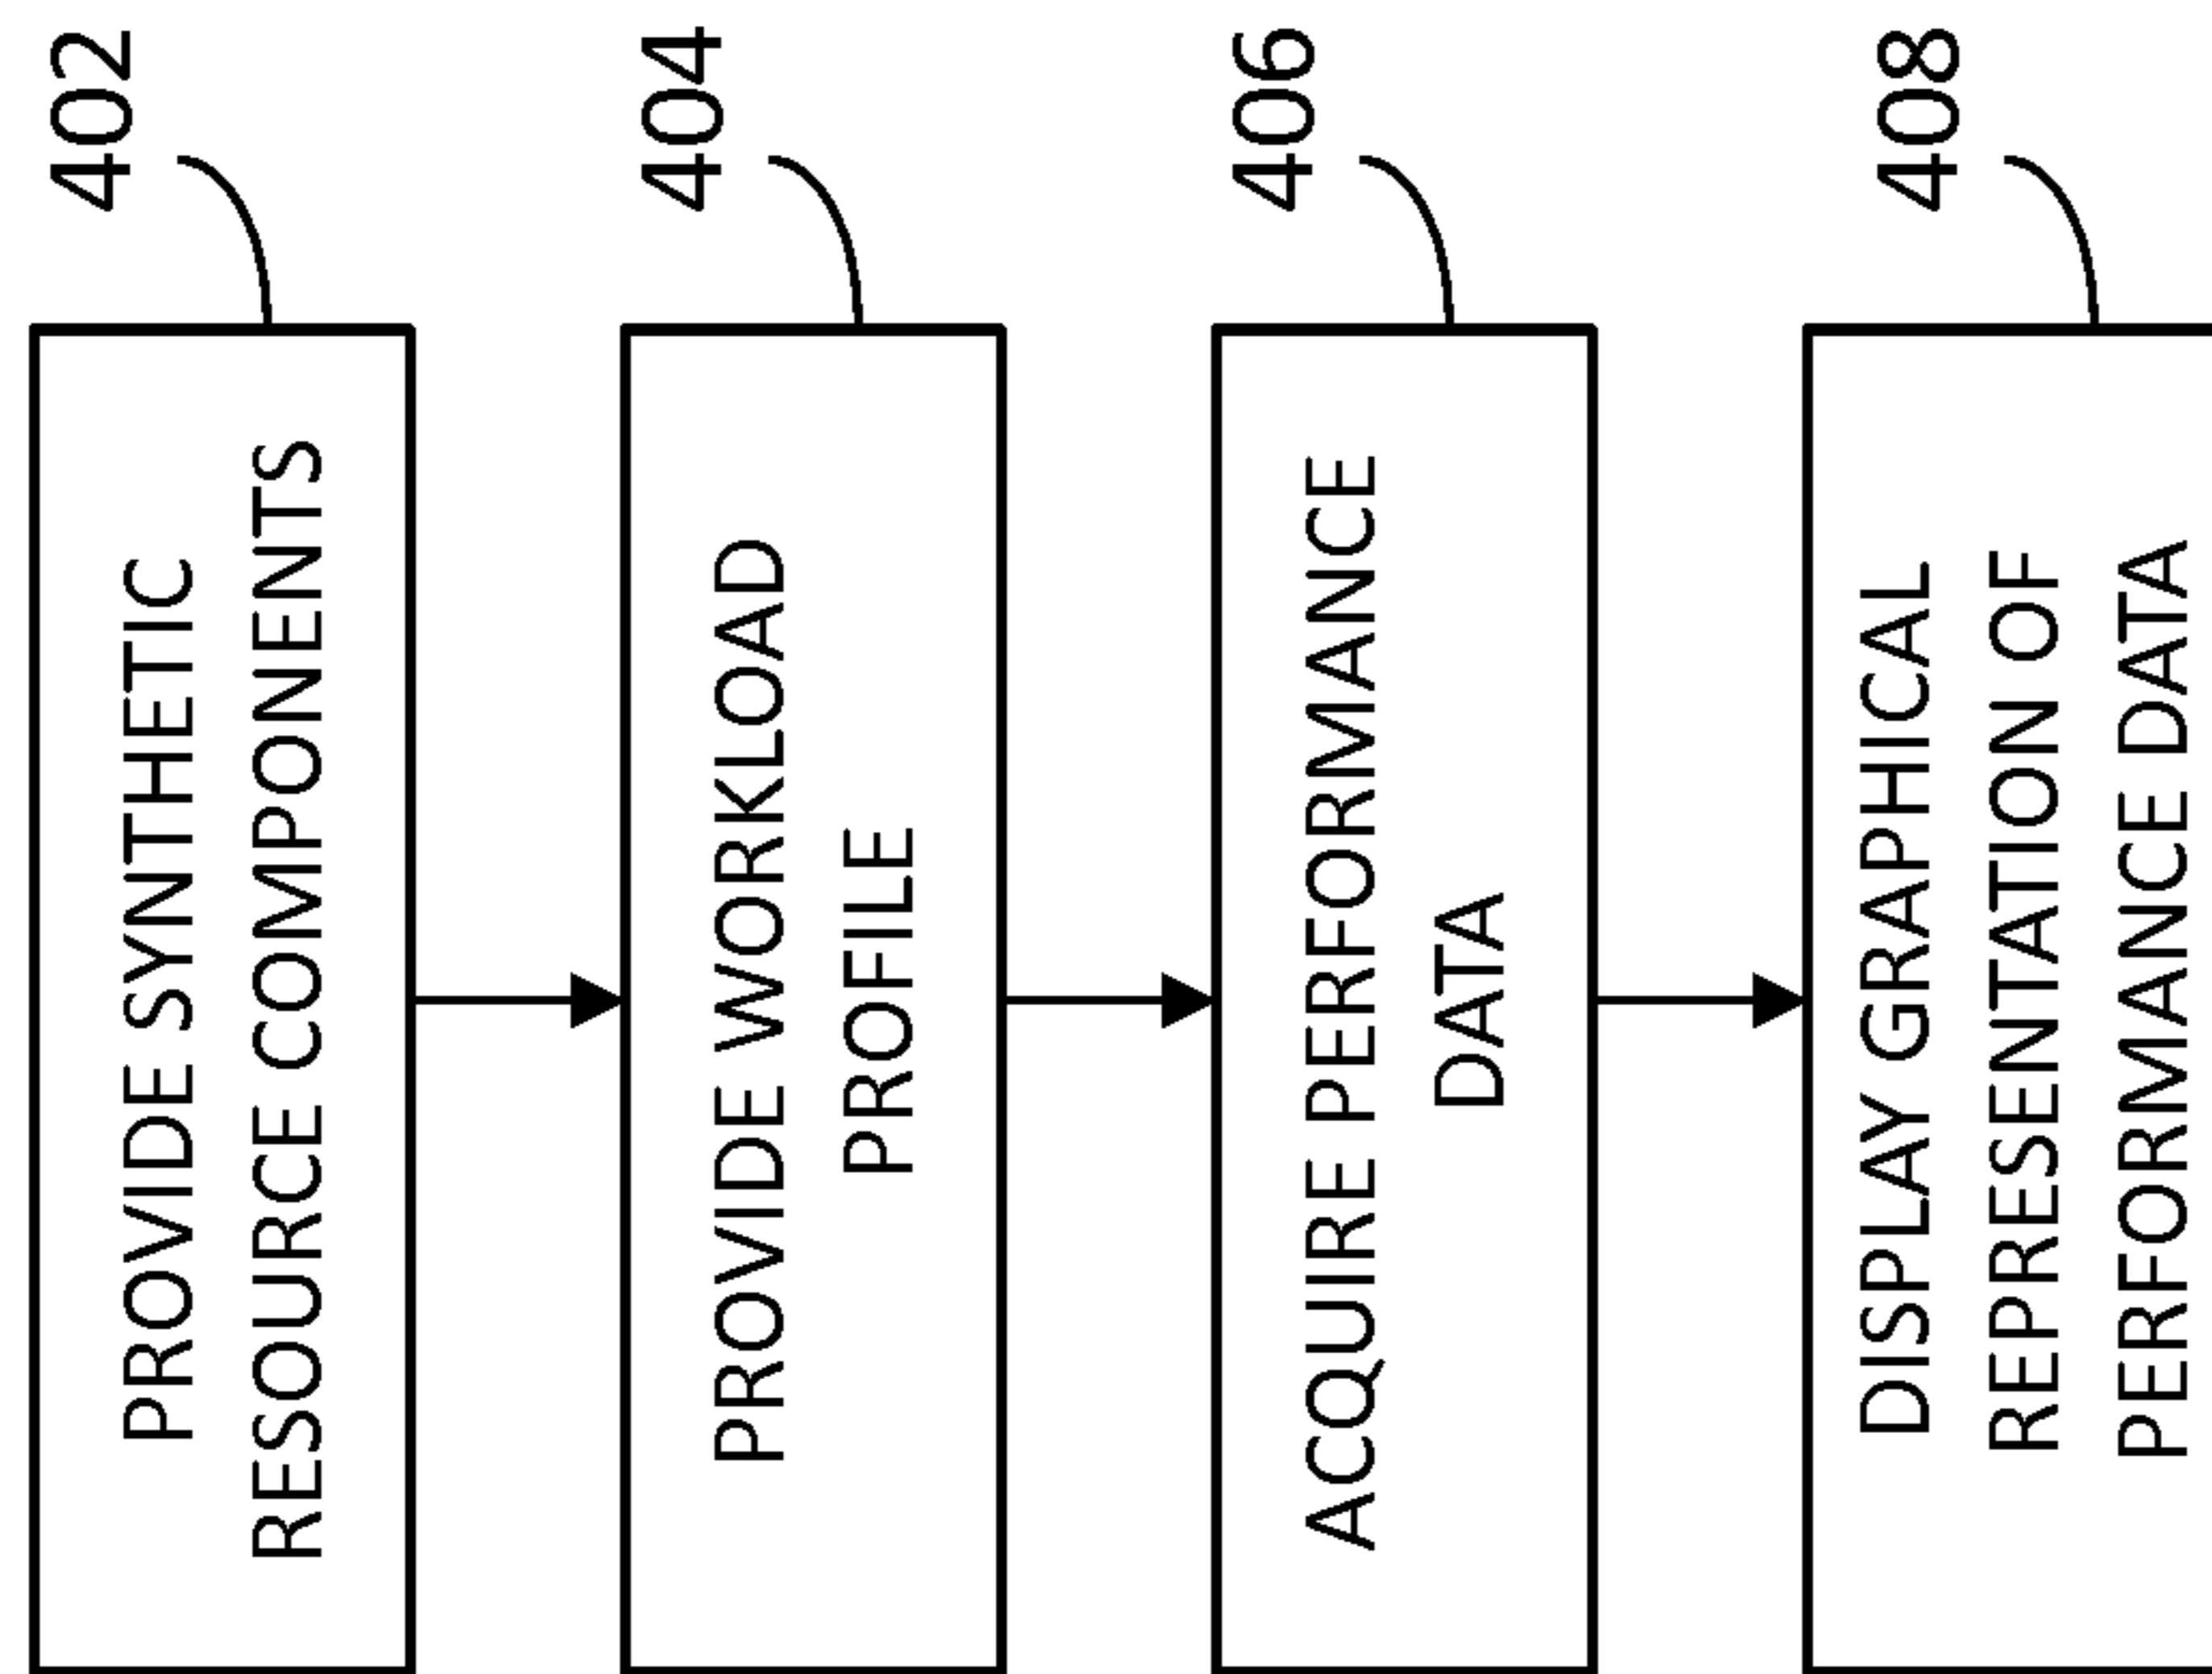 402
PROVIDE SYNTHETIC
RESOURCE COMPONENTS
404
PROVIDE WORKLOAD
PROFILE
406
ACQUIRE PERFORMANCE
DATA
408
DISPLAY GRAPHICAL
REPRESENTATION OF
PERFORMANCE DATA